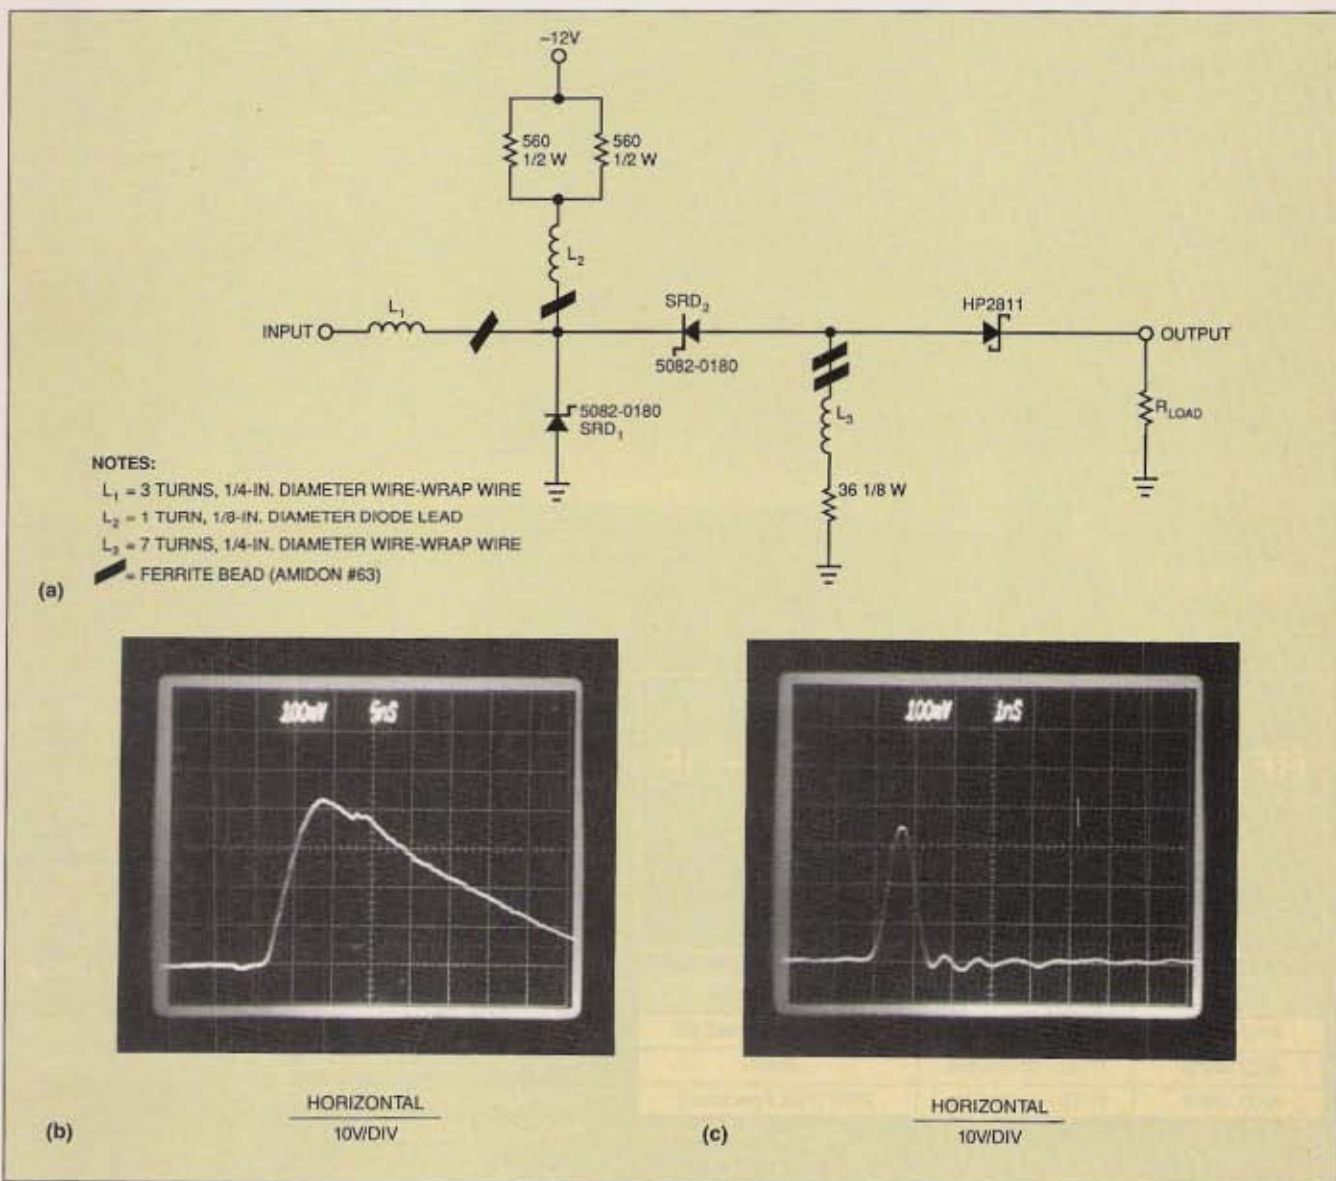 –12V
560
1/2 W
560
1/2 W
L2
L1
INPUT
SRD2
5082-0180
HP2811
OUTPUT
5082-0180
SRD1
L3
RLOAD
36 1/8 W
NOTES:
L1 = 3 TURNS, 1/4-IN. DIAMETER WIRE-WRAP WIRE
L2 = 1 TURN, 1/8-IN. DIAMETER DIODE LEAD
L3 = 7 TURNS, 1/4-IN. DIAMETER WIRE-WRAP WIRE
= FERRITE BEAD (AMIDON #63)
(a)
100mV 5nS
100mV 1nS
HORIZONTAL
10V/DIV
(b)
HORIZONTAL
10V/DIV
(c)